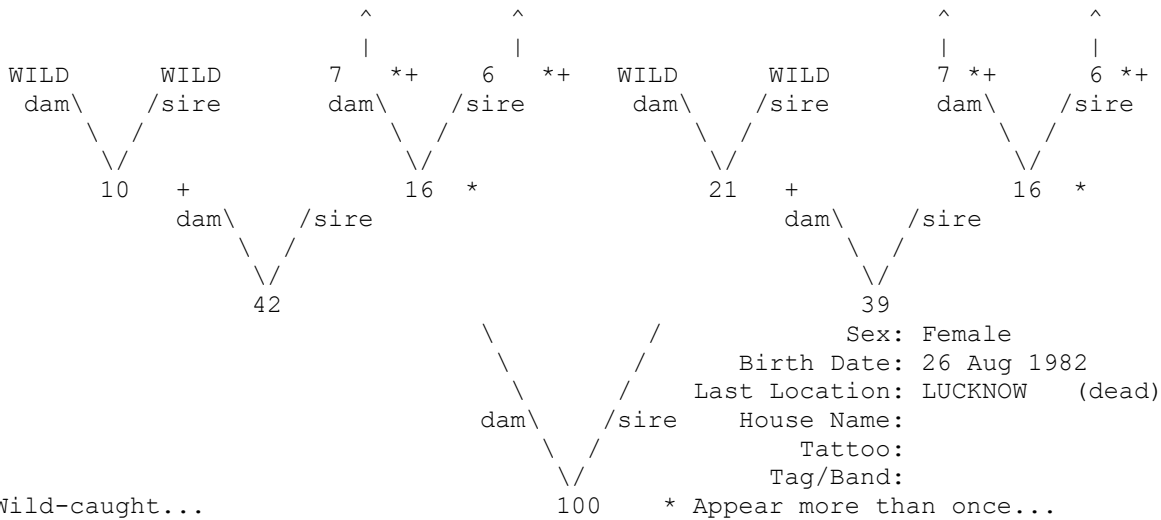 ^ ^ ^ ^
| | | |
WILD WILD 7 *+ 6 *+ WILD WILD 7 *+ 6 *+
dam\ /sire dam\ /sire dam\ /sire dam\ /sire
\ / \ / \ / \ /
\/ \/ \/ \/
10 + 16 * 21 + 16 *
dam\ /sire dam\ /sire
\ / \ /
\/ \/
42 39
\ / Sex: Female
\ / Birth Date: 26 Aug 1982
\ / Last Location: LUCKNOW (dead)
dam\ /sire House Name:
\ / Tattoo:
\/ Tag/Band:
Wild-caught... 100 * Appear more than once...